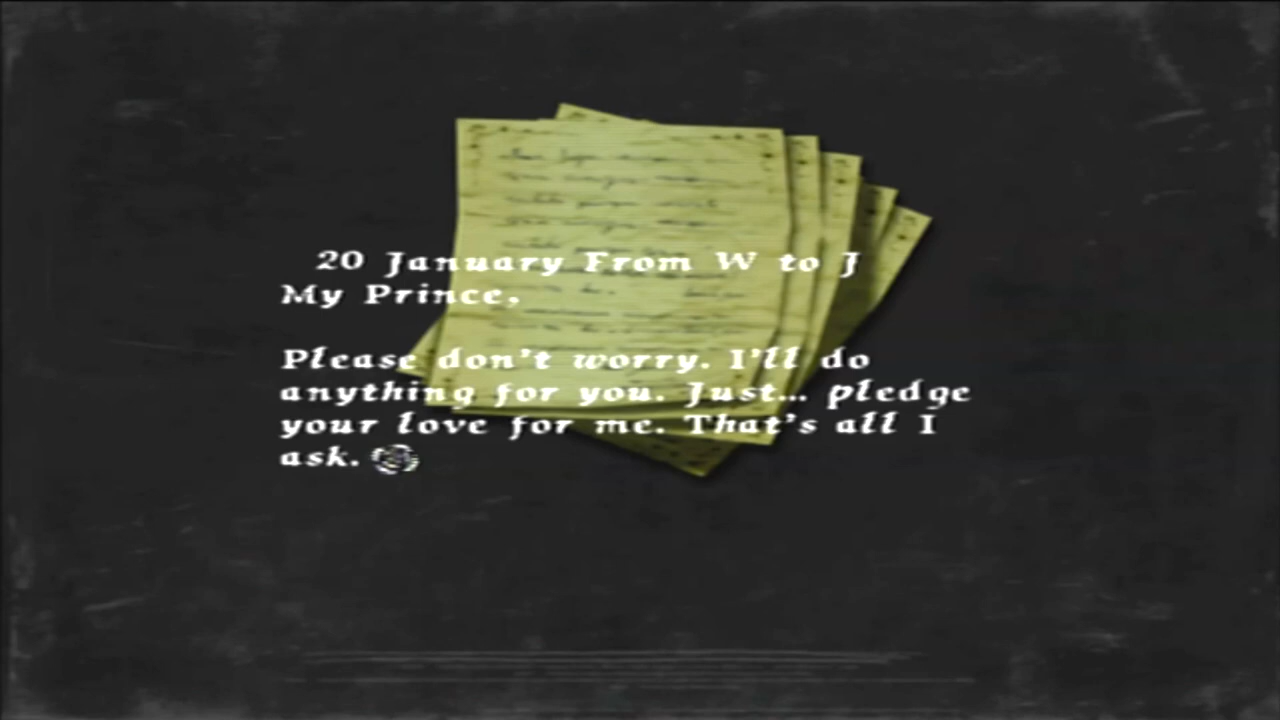 20 January From W to J
My Prince,
Please don't worry. I'll do
anything for you. Just... pledge
your love for me. That's all I
ask.